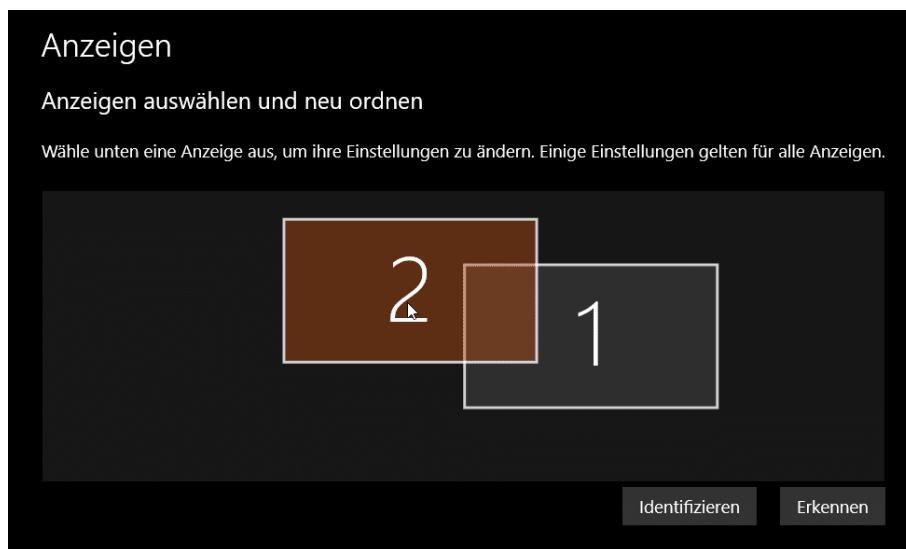 Anzeigen
Anzeigen auswählen und neu ordnen
Wähle unten eine Anzeige aus, um ihre Einstellungen zu ändern. Einige Einstellungen gelten für alle Anzeigen.
2
1
Identifizieren Erkennen